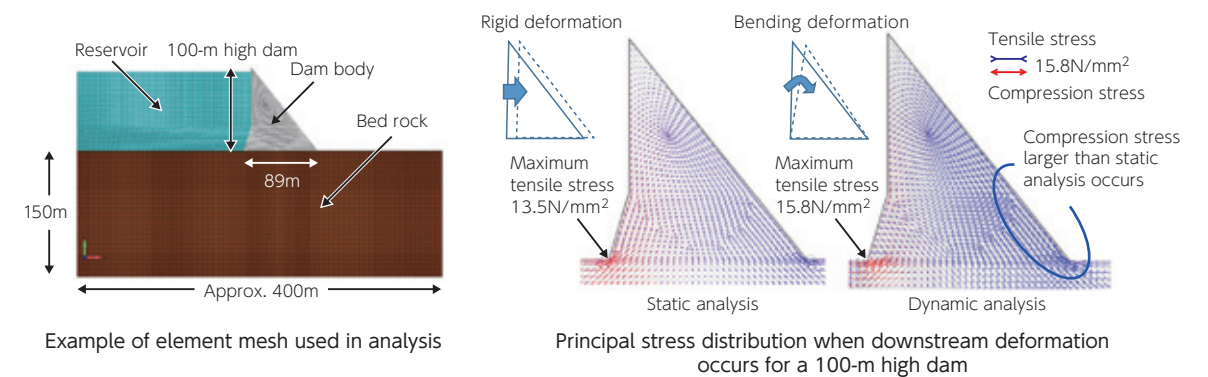 Reservoir
100-m high dam
Dam body
Bed rock
89m
150m
Approx. 400m
Example of element mesh used in analysis
Rigid deformation
Maximum
tensile stress
13.5N/mm²
Static analysis
Bending deformation
Maximum
tensile stress
15.8N/mm²
Dynamic analysis
Tensile stress
15.8N/mm²
Compression stress
Compression stress
larger than static
analysis occurs
Principal stress distribution when downstream deformation
occurs for a 100-m high dam